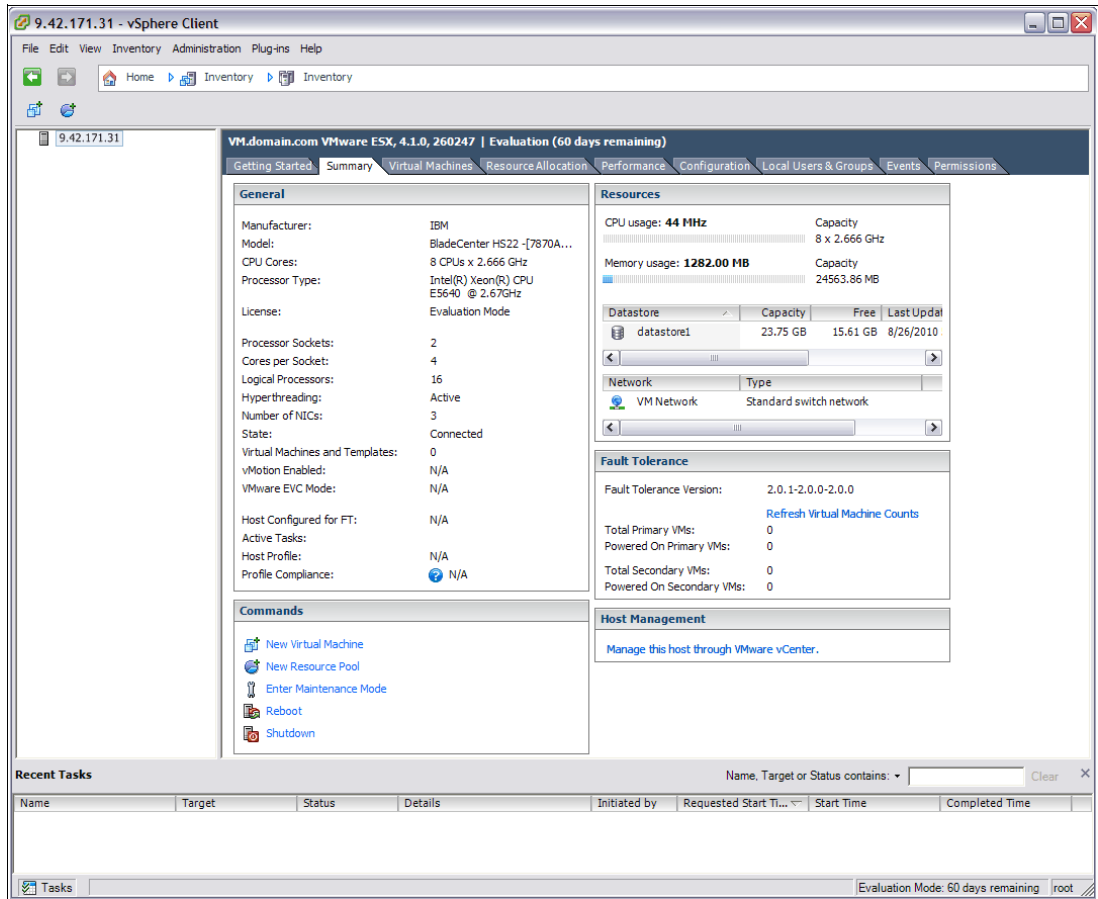 9.42.171.31 - vSphere Client
File Edit View Inventory Administration Plug-ins Help
Home Inventory Inventory
9.42.171.31
VM.domain.com VMware ESX, 4.1.0, 260247 | Evaluation (60 days remaining)
Getting Started Summary Virtual Machines Resource Allocation Performance Configuration Local Users & Groups Events Permissions
General
Manufacturer: IBM
Model: BladeCenter HS22 -[7870A...
CPU Cores: 8 CPUs x 2.666 GHz
Processor Type: Intel(R) Xeon(R) CPU
E5640 @ 2.67GHz
License: Evaluation Mode
Processor Sockets: 2
Cores per Socket: 4
Logical Processors: 16
Hyperthreading: Active
Number of NICs: 3
State: Connected
Virtual Machines and Templates: 0
vMotion Enabled: N/A
VMware EVC Mode: N/A
Host Configured for FT: N/A
Active Tasks:
Host Profile: N/A
Profile Compliance: N/A
Commands
New Virtual Machine
New Resource Pool
Enter Maintenance Mode
Reboot
Shutdown
Resources
CPU usage: 44 MHz Capacity
8 x 2.666 GHz
Memory usage: 1282.00 MB Capacity
24563.86 MB
Datastore Capacity Free Last Updat
datastore1 23.75 GB 15.61 GB 8/26/2010
Network Type
VM Network Standard switch network
Fault Tolerance
Fault Tolerance Version: 2.0.1-2.0.0-2.0.0
Refresh Virtual Machine Counts
Total Primary VMs: 0
Powered On Primary VMs: 0
Total Secondary VMs: 0
Powered On Secondary VMs: 0
Host Management
Manage this host through VMware vCenter.
Recent Tasks Name, Target or Status contains: Clear
Name Target Status Details Initiated by Requested Start Ti... Start Time Completed Time
Tasks Evaluation Mode: 60 days remaining root